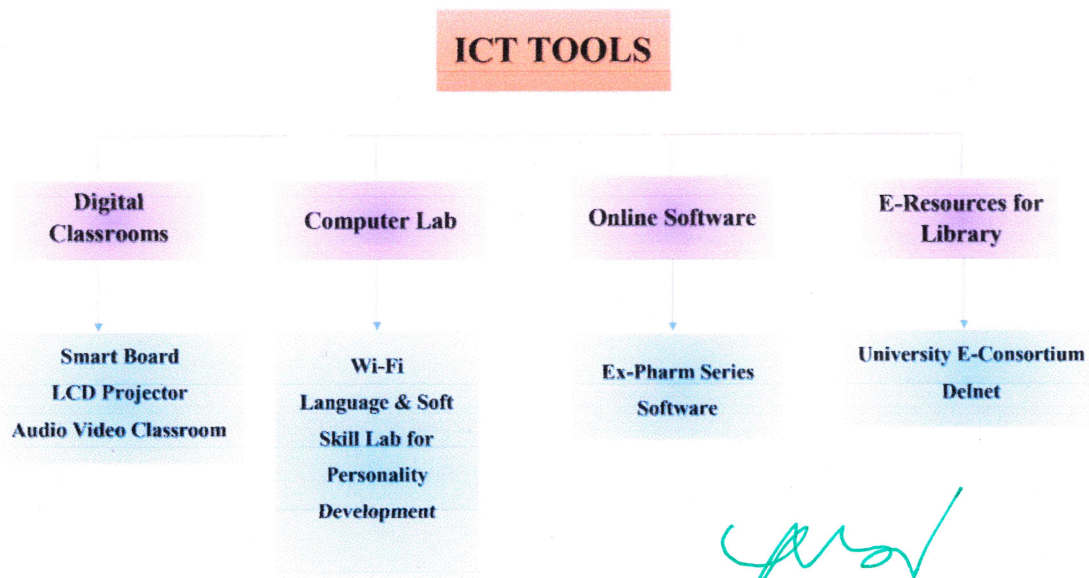 ICT TOOLS
Digital
Classrooms
Computer Lab
Online Software
E-Resources for
Library
Smart Board
LCD Projector
Audio Video Classroom
Wi-Fi
Language & Soft
Skill Lab for
Personality
Development
Ex-Pharm Series
Software
University E-Consortium
Delnet